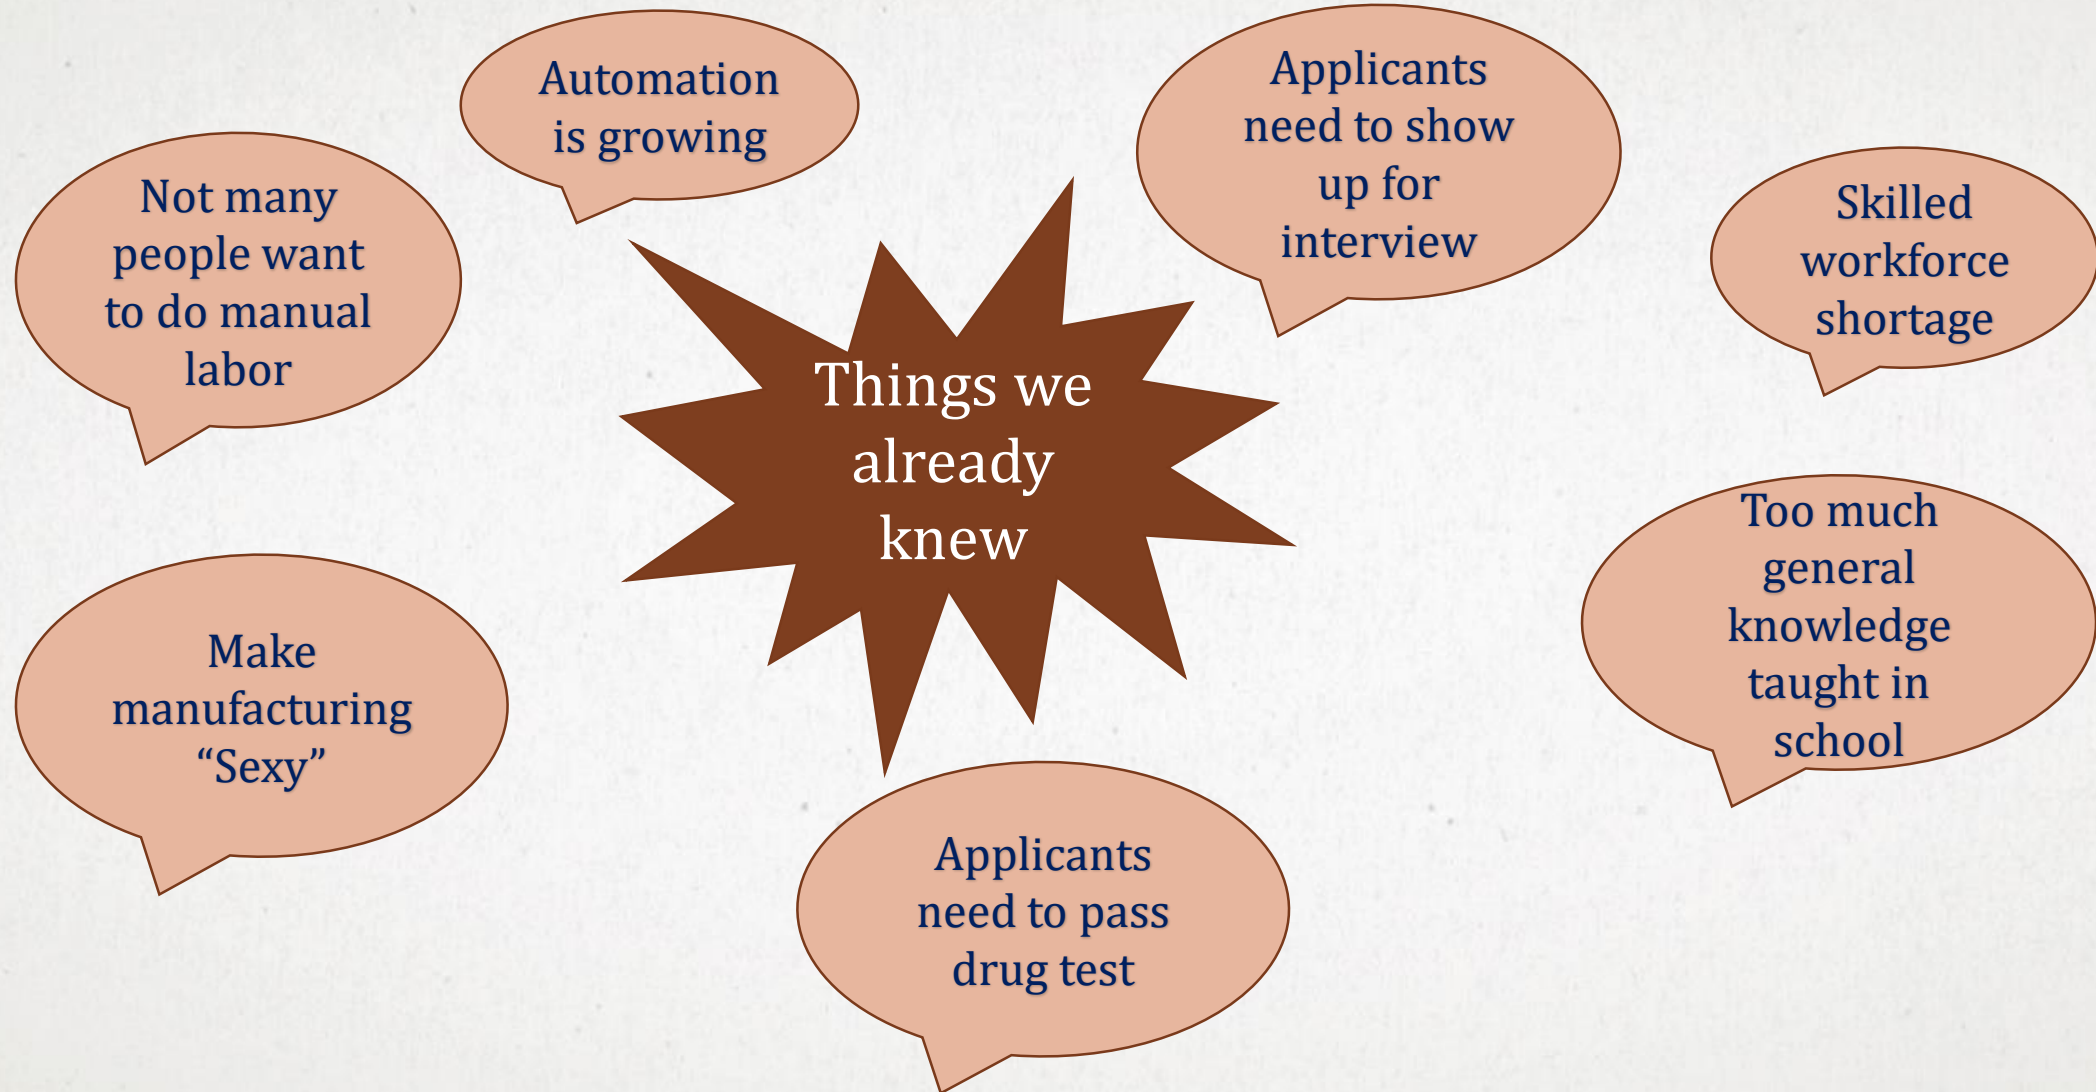 Automation
is growing
Applicants
need to show
up for
interview
Not many
people want
to do manual
labor
Skilled
workforce
shortage
Things we
already
knew
Too much
general
knowledge
taught in
school
Make
manufacturing
“Sexy”
Applicants
need to pass
drug test